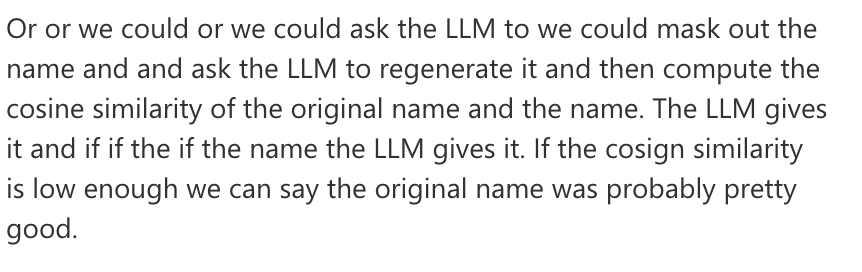 Or or we could or we could ask the LLM to we could mask out the
name and and ask the LLM to regenerate it and then compute the
cosine similarity of the original name and the name. The LLM gives
it and if if the if the name the LLM gives it. If the cosign similarity
is low enough we can say the original name was probably pretty
good.